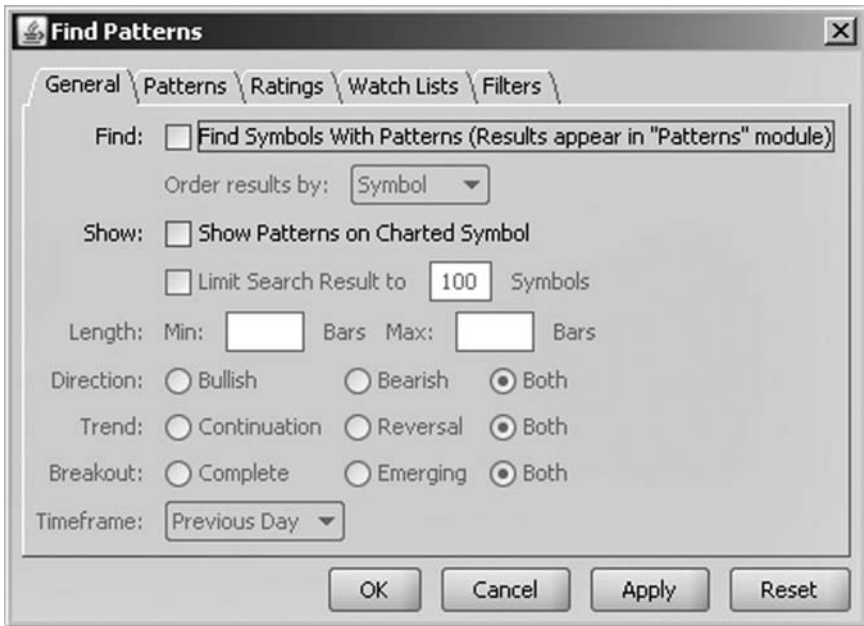 Find Patterns
General Patterns Ratings Watch Lists Filters
Find: Find Symbols With Patterns (Results appear in "Patterns" module)
Order results by: Symbol
Show: Show Patterns on Charted Symbol
Limit Search Result to 100 Symbols
Length: Min: Bars Max: Bars
Direction: Bullish Bearish Both
Trend: Continuation Reversal Both
Breakout: Complete Emerging Both
Timeframe: Previous Day
OK Cancel Apply Reset